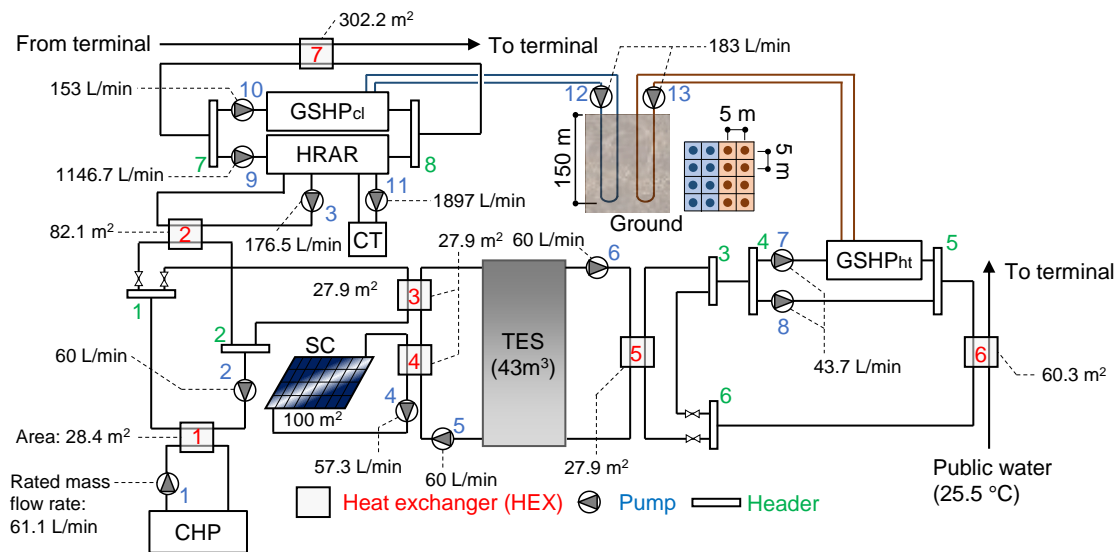 302.2 m²
From terminal
7
To terminal
183 L/min
153 L/min
10
GSHPcl
12
13
5 m
HRAR
7
8
150 m
5 m
1146.7 L/min
9
11
3
1897 L/min
Ground
2
82.1 m²
176.5 L/min
CT
27.9 m²
60 L/min
6
3
4
7
5
GSHPht
To terminal
27.9 m²
3
1
2
TES
(43m³)
8
SC
4
5
6
60 L/min
2
43.7 L/min
60.3 m²
4
6
100 m²
Area: 28.4 m²
1
5
57.3 L/min
60 L/min
27.9 m²
Public water
(25.5 °C)
Rated mass
flow rate:
61.1 L/min
1
CHP
Heat exchanger (HEX)
Pump
Header